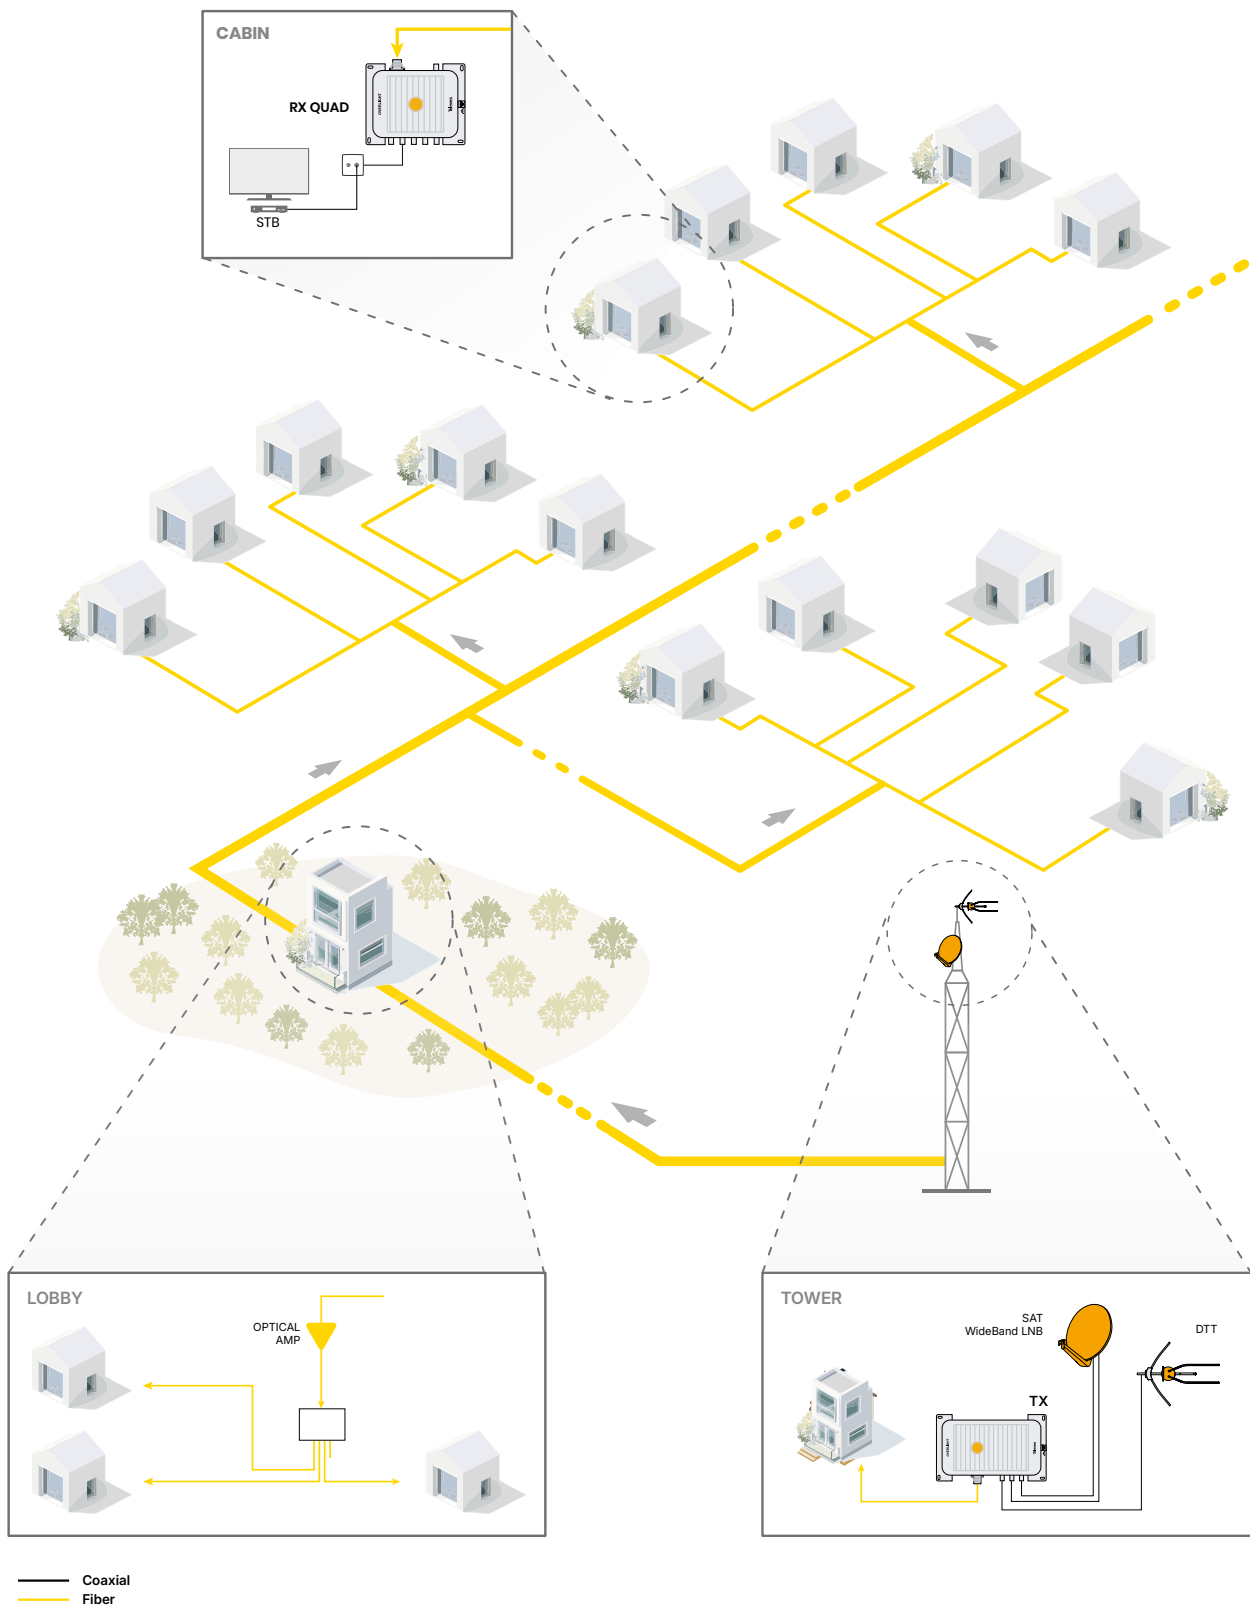 CABIN
RX QUAD
STB
LOBBY
OPTICAL
AMP
TOWER
SAT
WideBand LNB
DTT
TX
Coaxial
Fiber